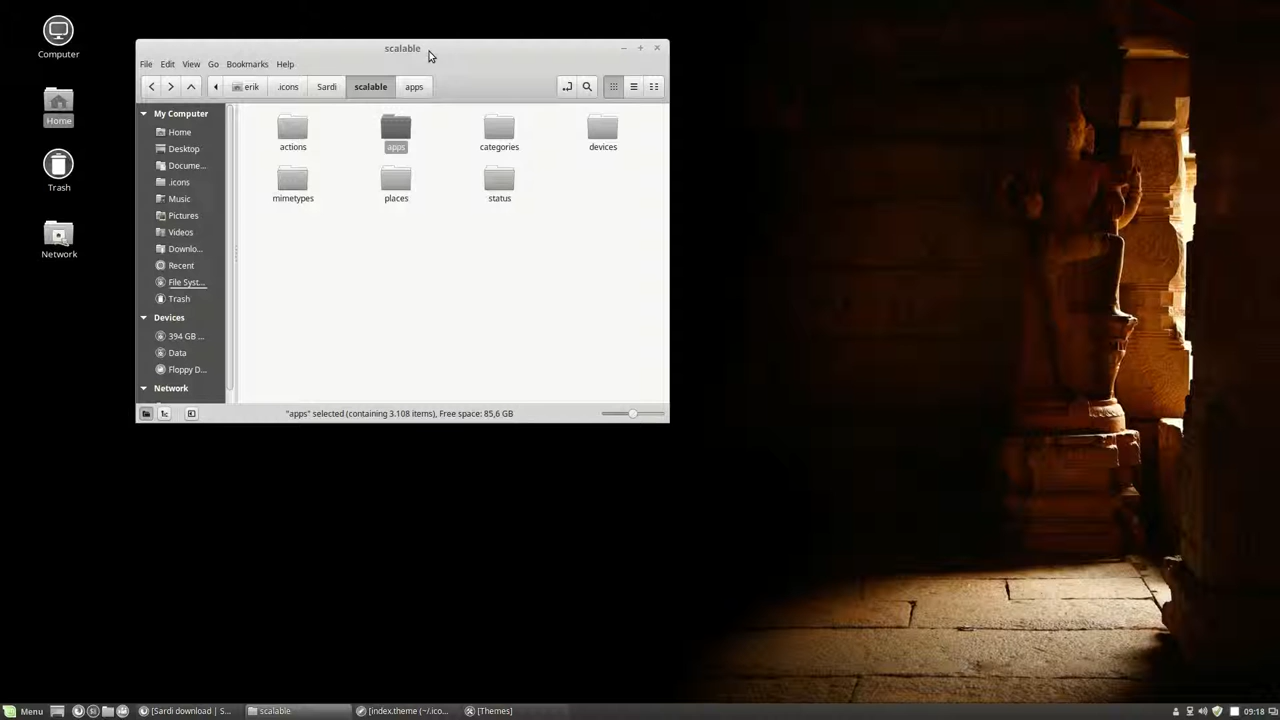 Computer
Home
Trash
Network
scalable
File Edit View Go Bookmarks Help
erik .icons Sardi scalable apps
My Computer
Home
Desktop
Docume...
.icons
Music
Pictures
Videos
Downlo...
Recent
File Syst...
Trash
Devices
394 GB ...
Data
Floppy D...
Network
actions apps categories devices
mimetypes places status
"apps" selected (containing 3.108 items), Free space: 85,6 GB
Menu [Sardi download | S... scalable [index.theme (~/.ico... [Themes] 09:18